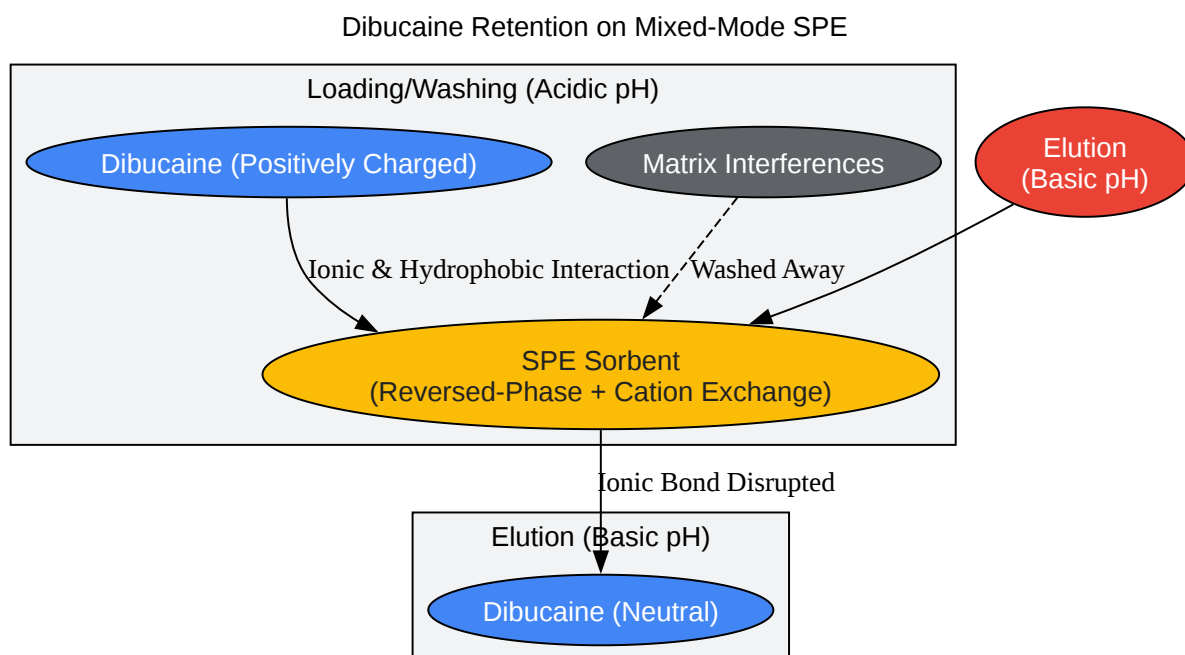 Dibucaine Retention on Mixed-Mode SPE
Loading/Washing (Acidic pH)
Dibucaine (Positively Charged)
Matrix Interferences
Elution
(Basic pH)
Ionic & Hydrophobic Interaction
Washed Away
SPE Sorbent
(Reversed-Phase + Cation Exchange)
Ionic Bond Disrupted
Elution (Basic pH)
Dibucaine (Neutral)